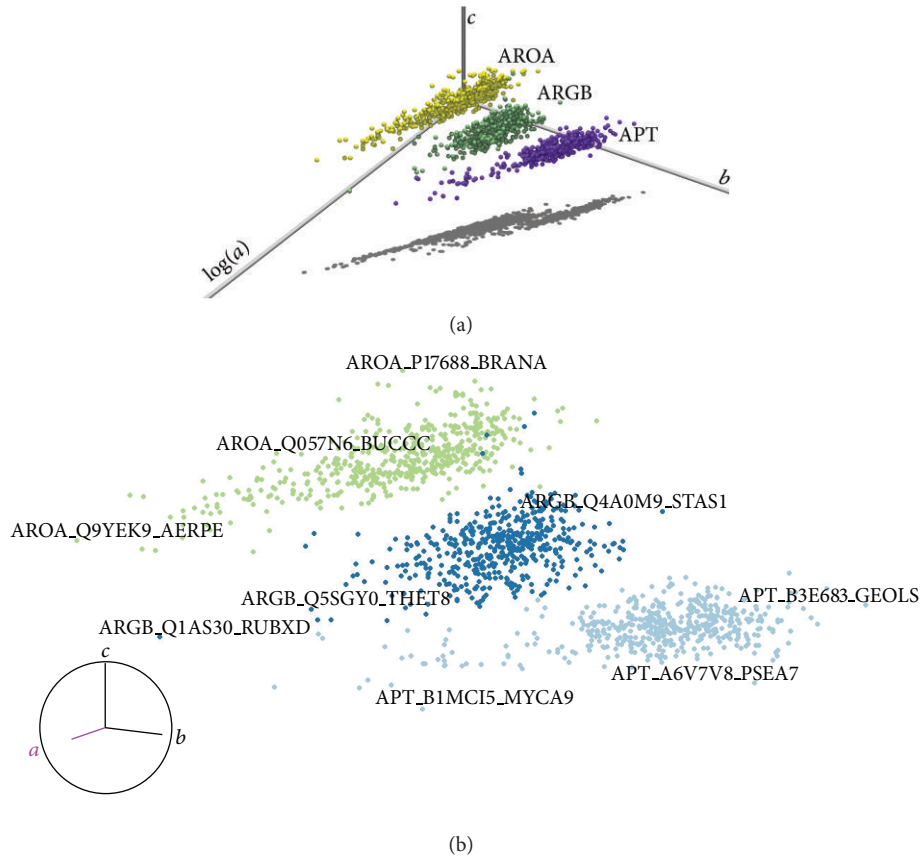 c
AROA
ARGB
APT
b
log(a)
(a)
AROA_P17688_BRANA
AROA_Q057N6_BUCCC
ARGB_Q4A0M9_STAS1
AROA_Q9YEK9_AERPE
APT_B3E683_GEOLS
ARGB_Q5SGY0_THET8
ARGB_Q1AS30_RUBXD
APT_A6V7V8_PSEA7
APT_B1MCI5_MYCA9
c
a
b
(b)